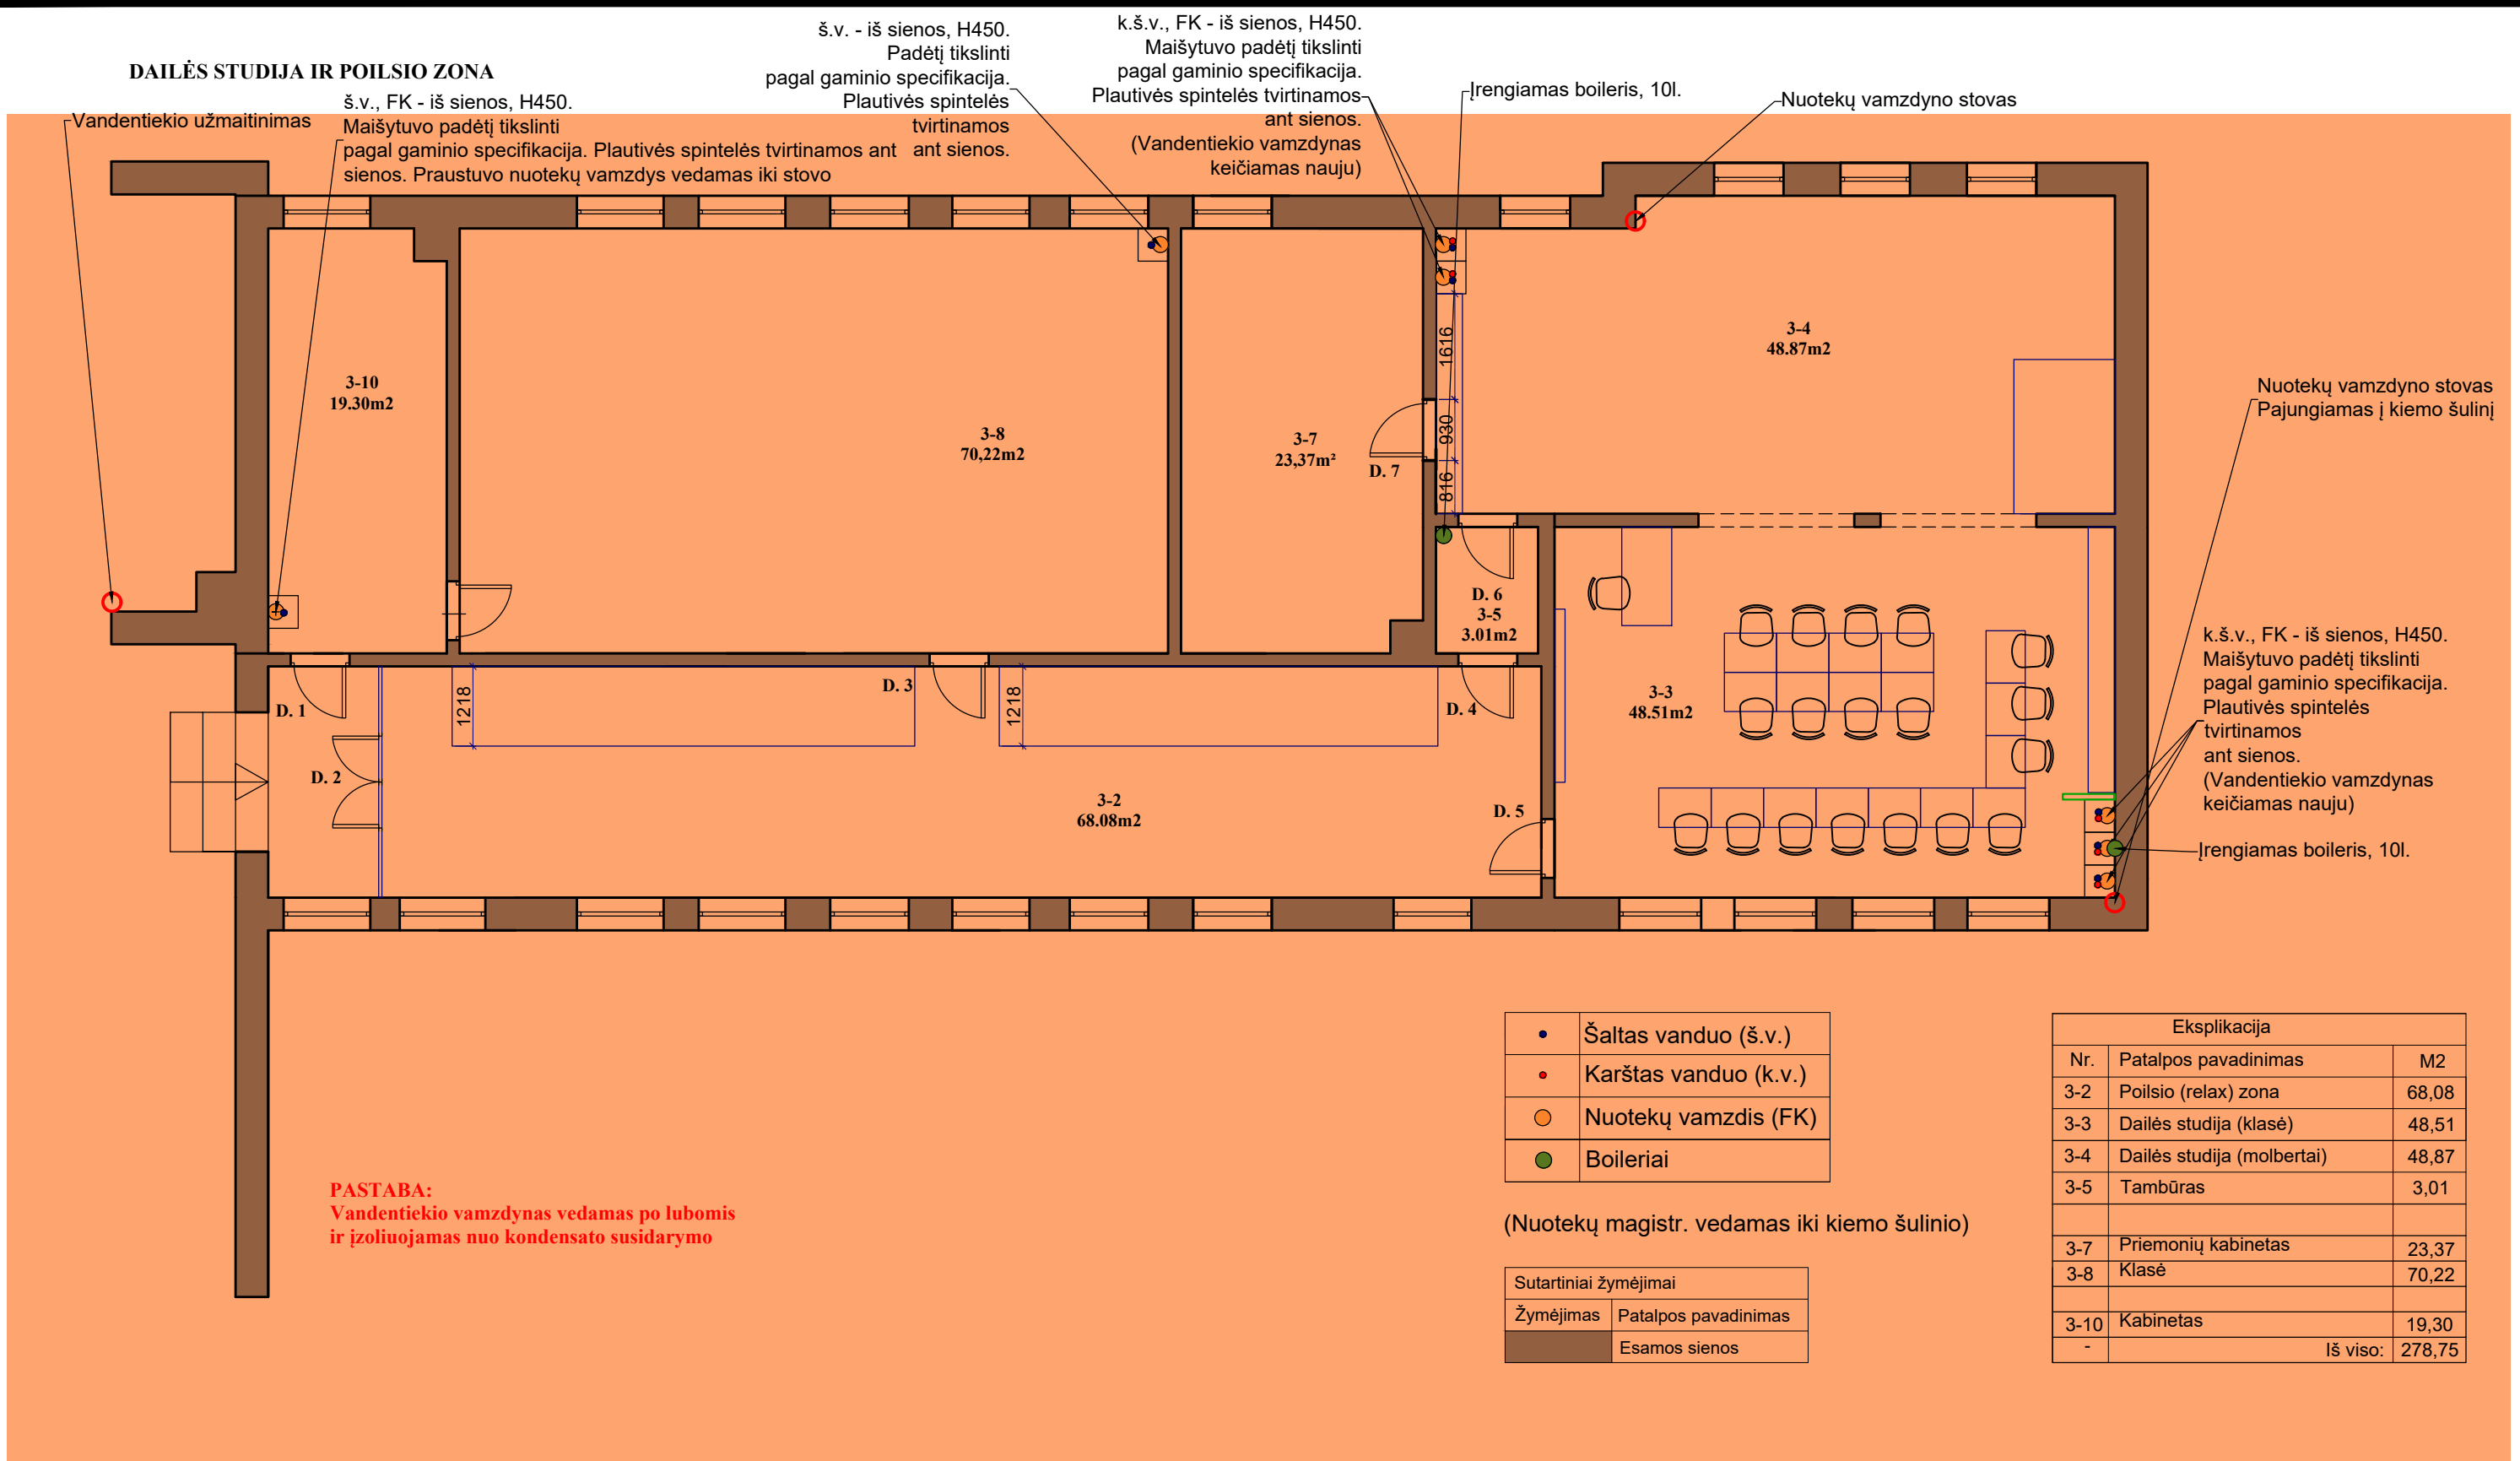 DAILĖS STUDIJA IR POILSIO ZONA
Vandentiekio užmaitinimas
š.v., FK - iš sienos, H450.
Maišytuvo padėtį tikslinti
pagal gaminio specifikacija. Plautivės spintelės tvirtinamos ant
sienos. Praustuvo nuotekų vamzdys vedamas iki stovo
š.v. - iš sienos, H450.
Padėtį tikslinti
pagal gaminio specifikacija.
Plautivės spintelės
tvirtinamos
ant sienos.
k.š.v., FK - iš sienos, H450.
Maišytuvo padėtį tikslinti
pagal gaminio specifikacija.
Plautivės spintelės tvirtinamos
ant sienos.
(Vandentiekio vamzdynas
keičiamas nauju)
Įrengiamas boileris, 10l.
Nuotekų vamzdyno stovas
3-10
19.30m2
3-8
70,22m2
3-7
23,37m²
D. 7
1616
930
816
3-4
48.87m2
Nuotekų vamzdyno stovas
Pajungiamas į kiemo šulinį
D. 6
3-5
3.01m2
D. 1
D. 2
1218
D. 3
1218
D. 4
3-2
68.08m2
D. 5
3-3
48.51m2
k.š.v., FK - iš sienos, H450.
Maišytuvo padėtį tikslinti
pagal gaminio specifikacija.
Plautivės spintelės
tvirtinamos
ant sienos.
(Vandentiekio vamzdynas
keičiamas nauju)
Įrengiamas boileris, 10l.
Šaltas vanduo (š.v.)
Karštas vanduo (k.v.)
Nuotekų vamzdis (FK)
Boileriai
(Nuotekų magistr. vedamas iki kiemo šulinio)
Sutartiniai žymėjimai
Žymėjimas Patalpos pavadinimas
Esamos sienos
Eksplikacija
Nr. Patalpos pavadinimas M2
3-2 Poilsio (relax) zona 68,08
3-3 Dailės studija (klasė) 48,51
3-4 Dailės studija (molbertai) 48,87
3-5 Tambūras 3,01
3-7 Priemonių kabinetas 23,37
3-8 Klasė 70,22
3-10 Kabinetas 19,30
- Iš viso: 278,75
PASTABA:
Vandentiekio vamzdynas vedamas po lubomis
ir įzoliuojamas nuo kondensato susidarymo